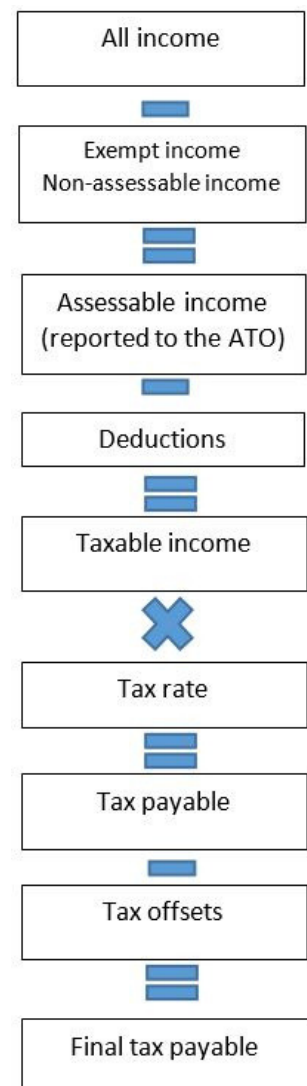 All income
Exempt income
Non-assessable income
Assessable income
(reported to the ATO)
Deductions
Taxable income
Tax rate
Tax payable
Tax offsets
Final tax payable